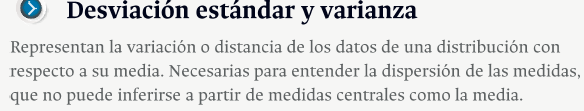 Desviación estándar y varianza
Representan la variación o distancia de los datos de una distribución con
respecto a su media. Necesarias para entender la dispersión de las medidas,
que no puede inferirse a partir de medidas centrales como la media.